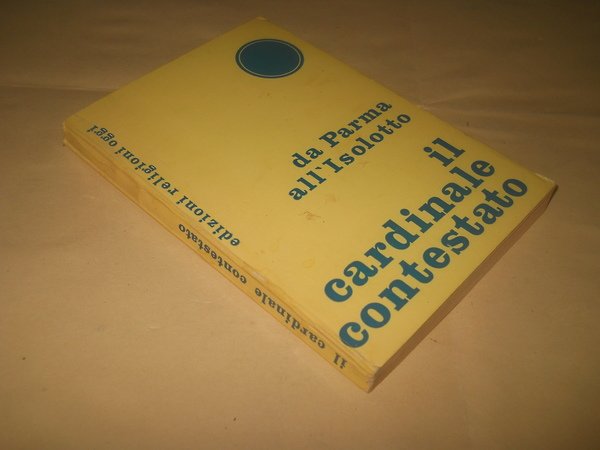 da Parma
all'Isolotto
il
cardinale
contestato
edizioni religioni oggi
il cardinale contestato